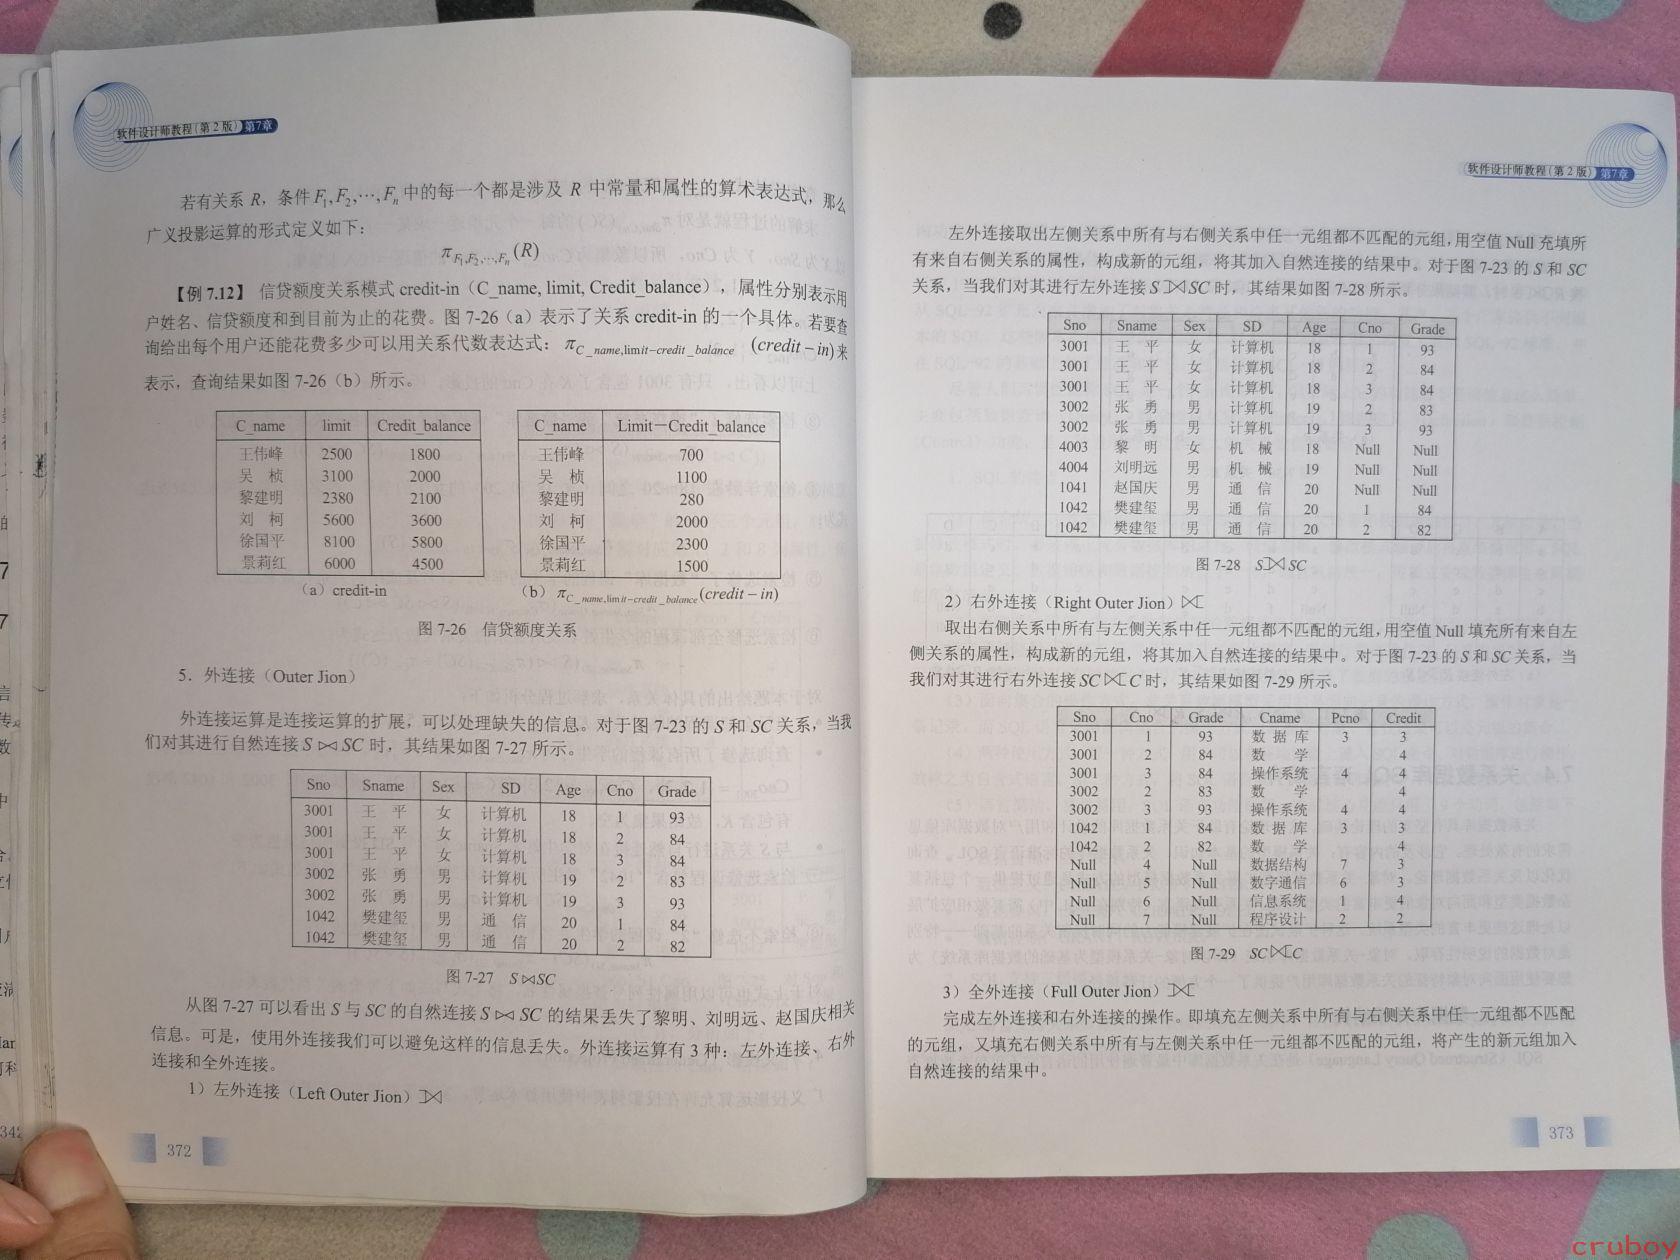 软件设计师教程(第2版) 第7章
若有关系 R，条件 F₁,F₂,⋯,Fₙ 中的每一个都是涉及 R 中常量和属性的算术表达式，那么
广义投影运算的形式定义如下：
π F₁,F₂,⋯,Fₙ (R)
【例 7.12】 信贷额度关系模式 credit-in（C_name, limit, Credit_balance），属性分别表示用
户姓名、信贷额度和到目前为止的花费。图 7-26（a）表示了关系 credit-in 的一个具体。若要查
询给出每个用户还能花费多少可以用关系代数表达式： π C_name,limit−credit_balance (credit−in)来
表示，查询结果如图 7-26（b）所示。
C_name limit Credit_balance
王伟峰 2500 1800
吴 桢 3100 2000
黎建明 2380 2100
刘 柯 5600 3600
徐国平 8100 5800
景莉红 6000 4500
（a）credit-in
C_name Limit－Credit_balance
王伟峰 700
吴 桢 1100
黎建明 280
刘 柯 2000
徐国平 2300
景莉红 1500
（b） π C_name,limit−credit_balance (credit−in)
图 7-26 信贷额度关系
5．外连接（Outer Jion）
外连接运算是连接运算的扩展，可以处理缺失的信息。对于图 7-23 的 S 和 SC 关系，当我
们对其进行自然连接 S ⋈ SC 时，其结果如图 7-27 所示。
Sno Sname Sex SD Age Cno Grade
3001 王 平 女 计算机 18 1 93
3001 王 平 女 计算机 18 2 84
3001 王 平 女 计算机 18 3 84
3002 张 勇 男 计算机 19 2 83
3002 张 勇 男 计算机 19 3 93
1042 樊建玺 男 通 信 20 1 84
1042 樊建玺 男 通 信 20 2 82
图 7-27 S⋈SC
从图 7-27 可以看出 S 与 SC 的自然连接 S ⋈ SC 的结果丢失了黎明、刘明远、赵国庆相关
信息。可是，使用外连接我们可以避免这样的信息丢失。外连接运算有 3 种：左外连接、右外
连接和全外连接。
1）左外连接（Left Outer Jion）⟕
372
软件设计师教程(第2版) 第7章
左外连接取出左侧关系中所有与右侧关系中任一元组都不匹配的元组，用空值 Null 充填所
有来自右侧关系的属性，构成新的元组，将其加入自然连接的结果中。对于图 7-23 的 S 和 SC
关系，当我们对其进行左外连接 S ⟕ SC 时，其结果如图 7-28 所示。
Sno Sname Sex SD Age Cno Grade
3001 王 平 女 计算机 18 1 93
3001 王 平 女 计算机 18 2 84
3001 王 平 女 计算机 18 3 84
3002 张 勇 男 计算机 19 2 83
3002 张 勇 男 计算机 19 3 93
4003 黎 明 女 机 械 18 Null Null
4004 刘明远 男 机 械 19 Null Null
1041 赵国庆 男 通 信 20 Null Null
1042 樊建玺 男 通 信 20 1 84
1042 樊建玺 男 通 信 20 2 82
图 7-28 S⟕SC
2）右外连接（Right Outer Jion）⟖
取出右侧关系中所有与左侧关系中任一元组都不匹配的元组，用空值 Null 填充所有来自左
侧关系的属性，构成新的元组，将其加入自然连接的结果中。对于图 7-23 的 S 和 SC 关系，当
我们对其进行右外连接 SC ⟖ C 时，其结果如图 7-29 所示。
Sno Cno Grade Cname Pcno Credit
3001 1 93 数 据 库 3 3
3001 2 84 数 学 4
3001 3 84 操作系统 4 4
3002 2 83 数 学 4
3002 3 93 操作系统 4 4
1042 1 84 数 据 库 3 3
1042 2 82 数 学 4
Null 4 Null 数据结构 7 3
Null 5 Null 数字通信 6 3
Null 6 Null 信息系统 1 4
Null 7 Null 程序设计 2 2
图 7-29 SC⟖C
3）全外连接（Full Outer Jion）⟗
完成左外连接和右外连接的操作。即填充左侧关系中所有与右侧关系中任一元组都不匹配
的元组，又填充右侧关系中所有与左侧关系中任一元组都不匹配的元组，将产生的新元组加入
自然连接的结果中。
373
cruboy